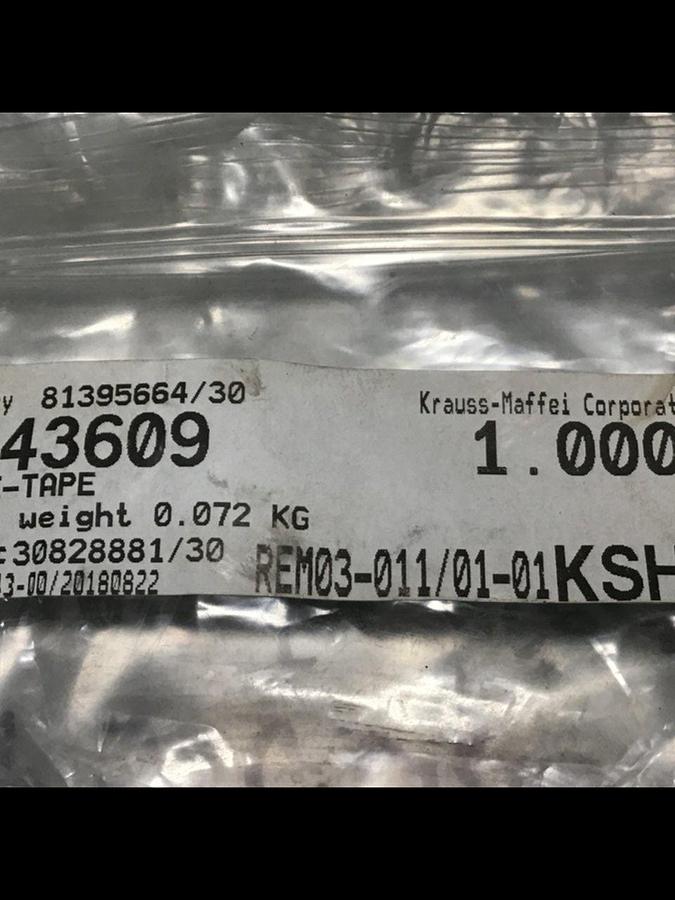 y 81395664/30 Krauss-Maffei Corporat
43609 1.000
-TAPE
weight 0.072 KG
:30828881/30 REM03-011/01-01KSH
3-00/20180822